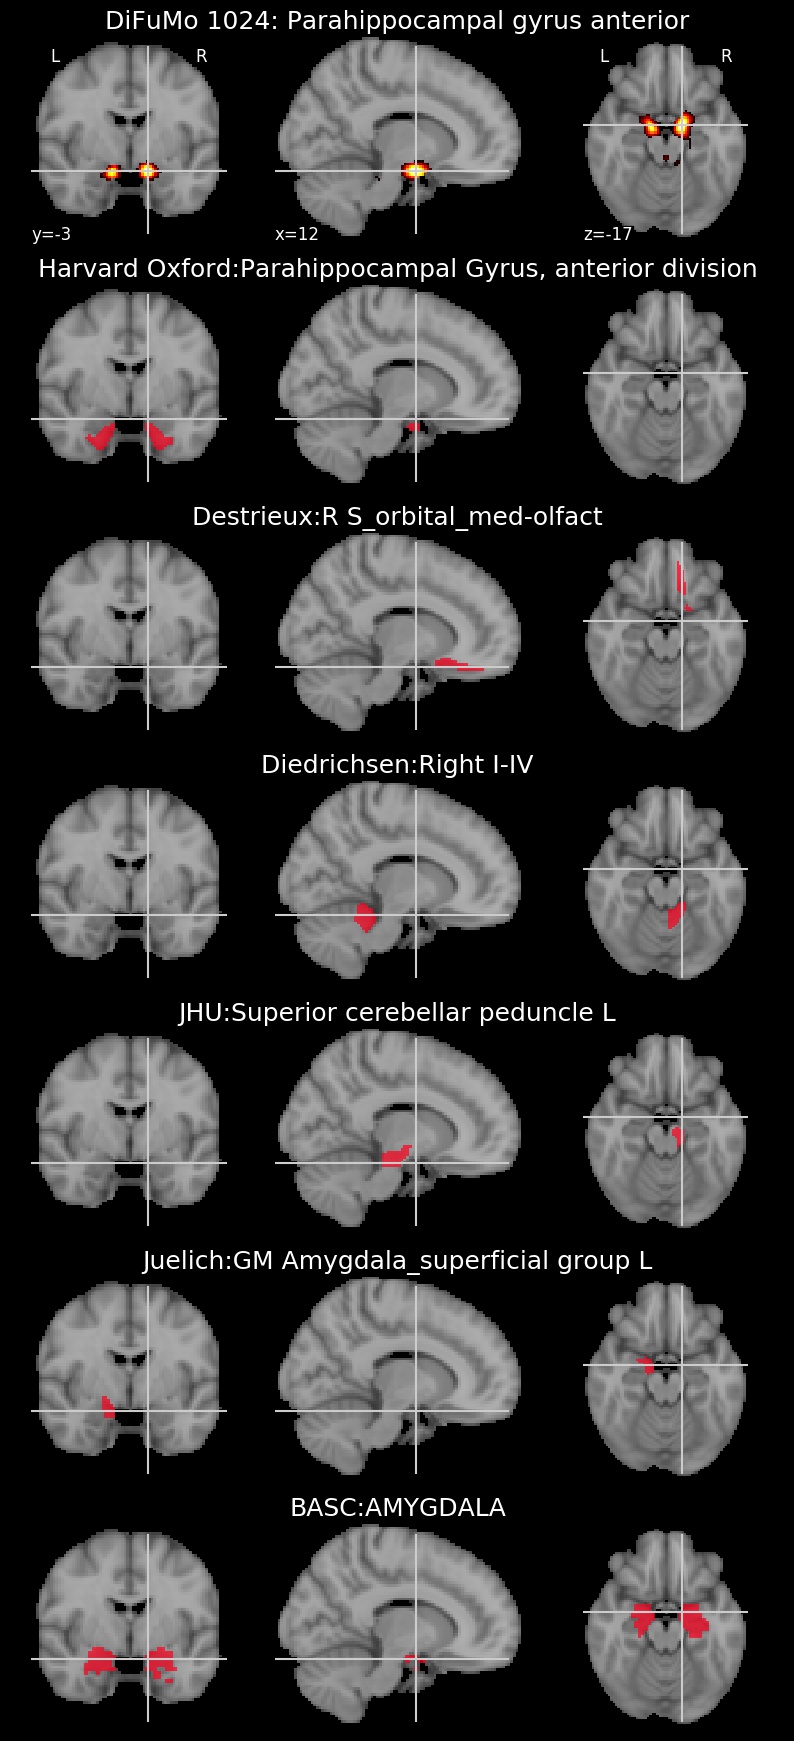 DiFuMo 1024: Parahippocampal gyrus anterior
L R L R
y=-3 x=12 z=-17
Harvard Oxford:Parahippocampal Gyrus, anterior division
Destrieux:R S_orbital_med-olfact
Diedrichsen:Right I-IV
JHU:Superior cerebellar peduncle L
Juelich:GM Amygdala_superficial group L
BASC:AMYGDALA